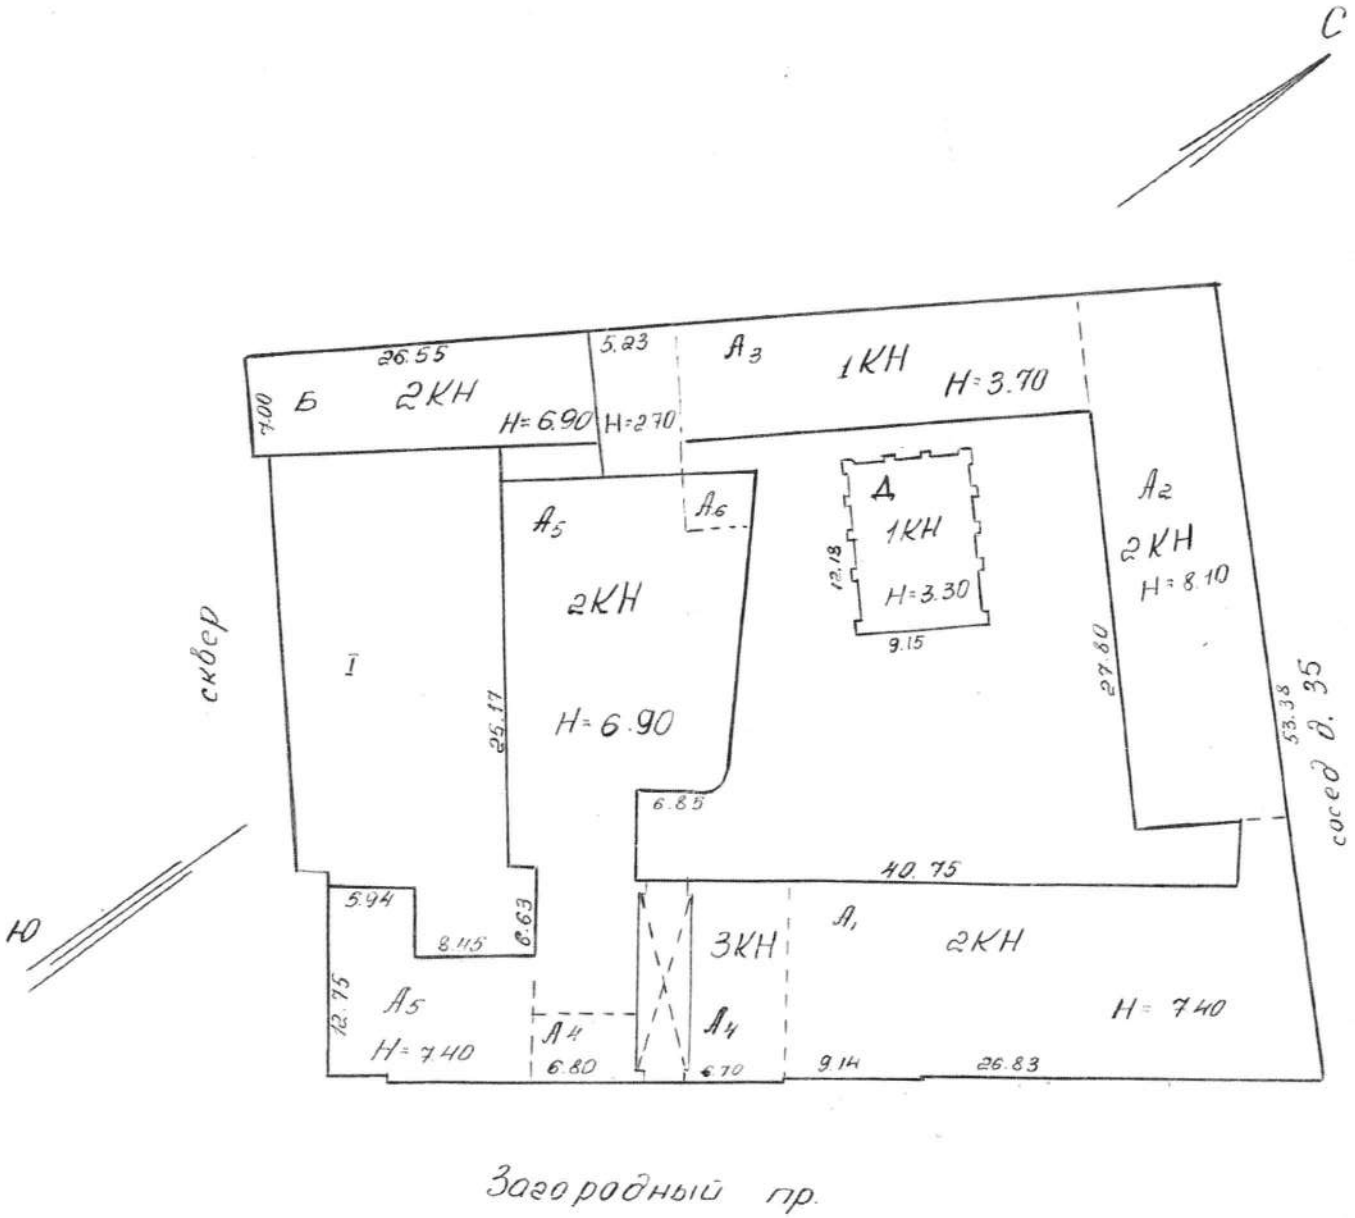 С
26.55
7.00
Б
2КН
Н=6.90
5.23
Н=2.70
А3
1КН
Н=3.70
А5
2КН
Н=6.90
А6
Д
1КН
Н=3.30
12.18
9.15
А2
2КН
Н=8.10
27.80
53.38
сосед д. 35
сквер
I
25.17
6.85
40.75
Ю
5.94
8.45
6.63
12.75
А5
Н=7.40
А4
6.80
3КН
А4
6.70
А1
2КН
Н=7.40
9.14
26.83
Загородный пр.